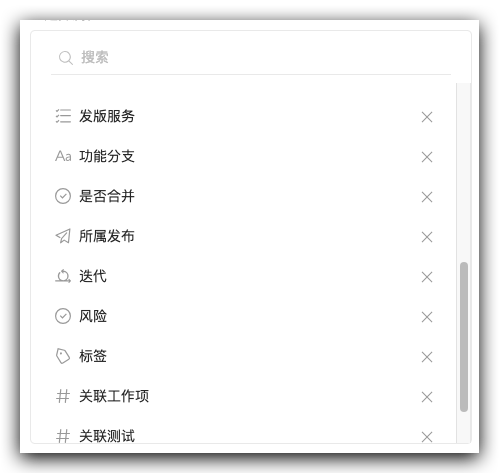 搜索
发版服务
Aa 功能分支
是否合并
所属发布
迭代
风险
标签
# 关联工作项
# 关联测试